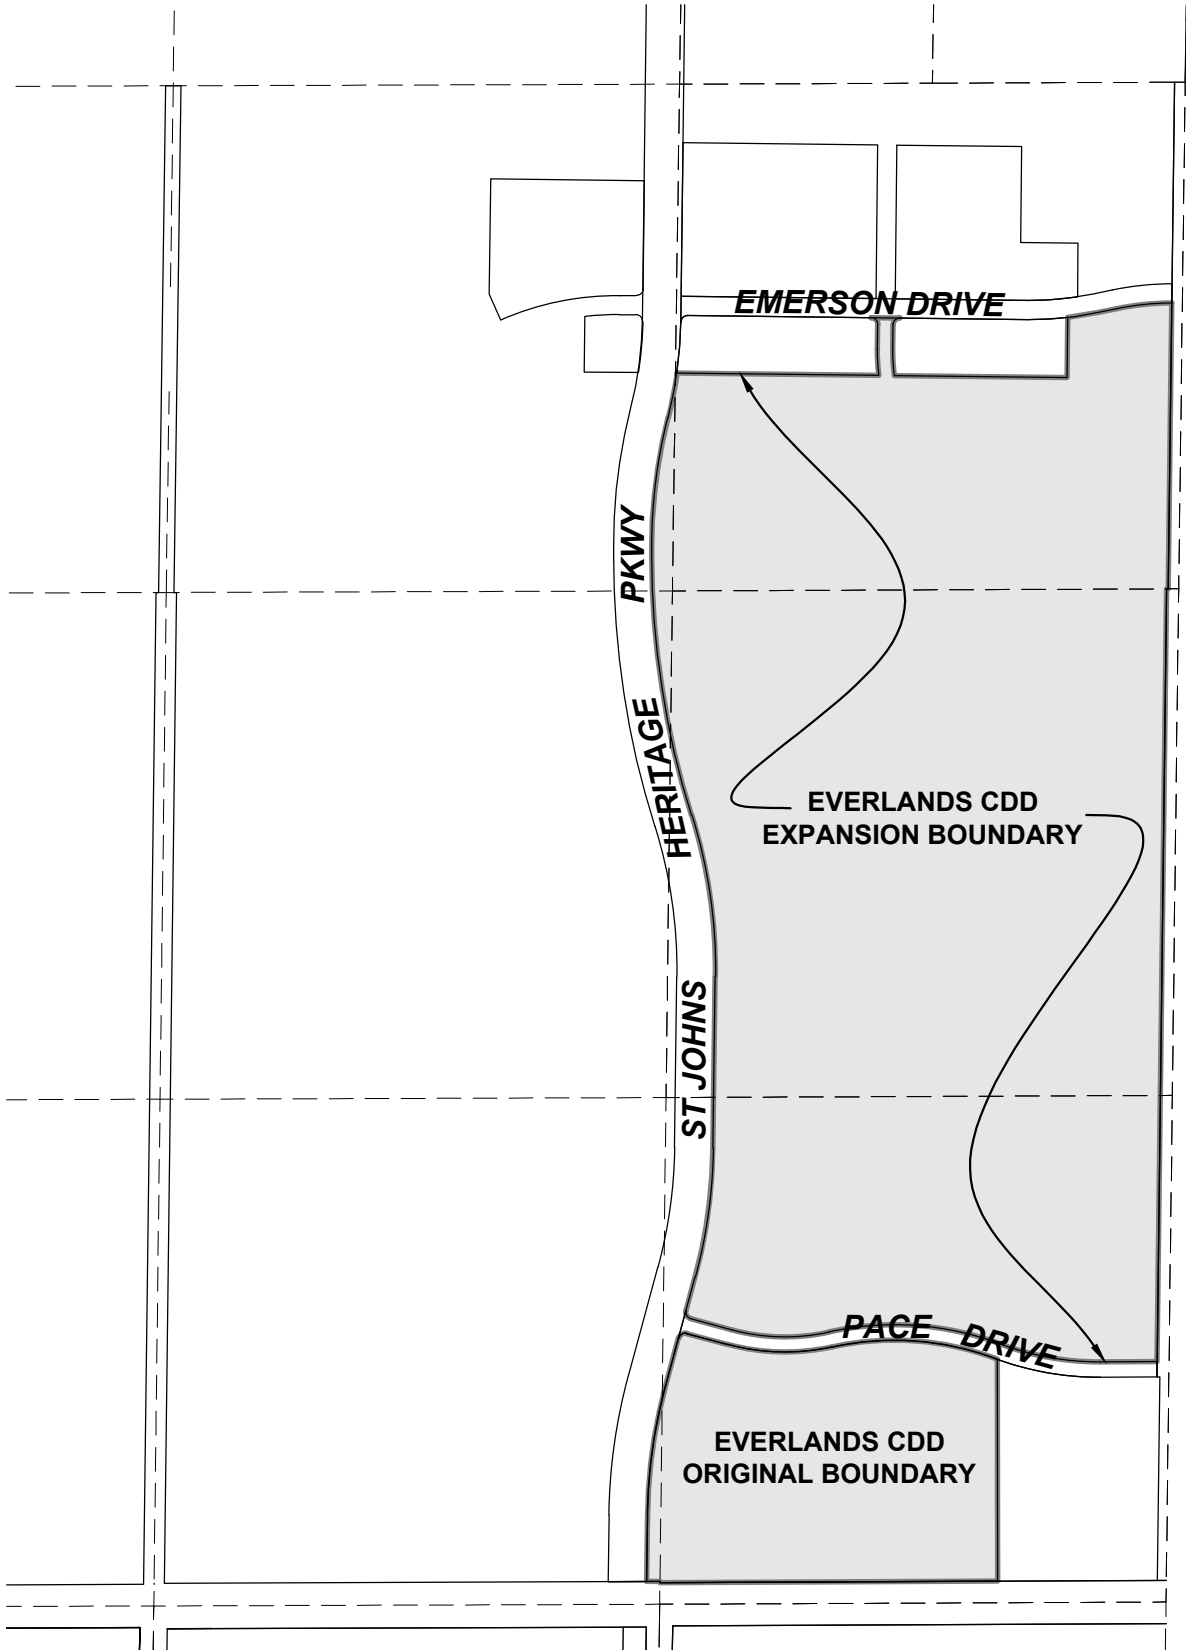 EMERSON DRIVE
PKWY
HERITAGE
EVERLANDS CDD
EXPANSION BOUNDARY
ST JOHNS
PACE DRIVE
EVERLANDS CDD
ORIGINAL BOUNDARY